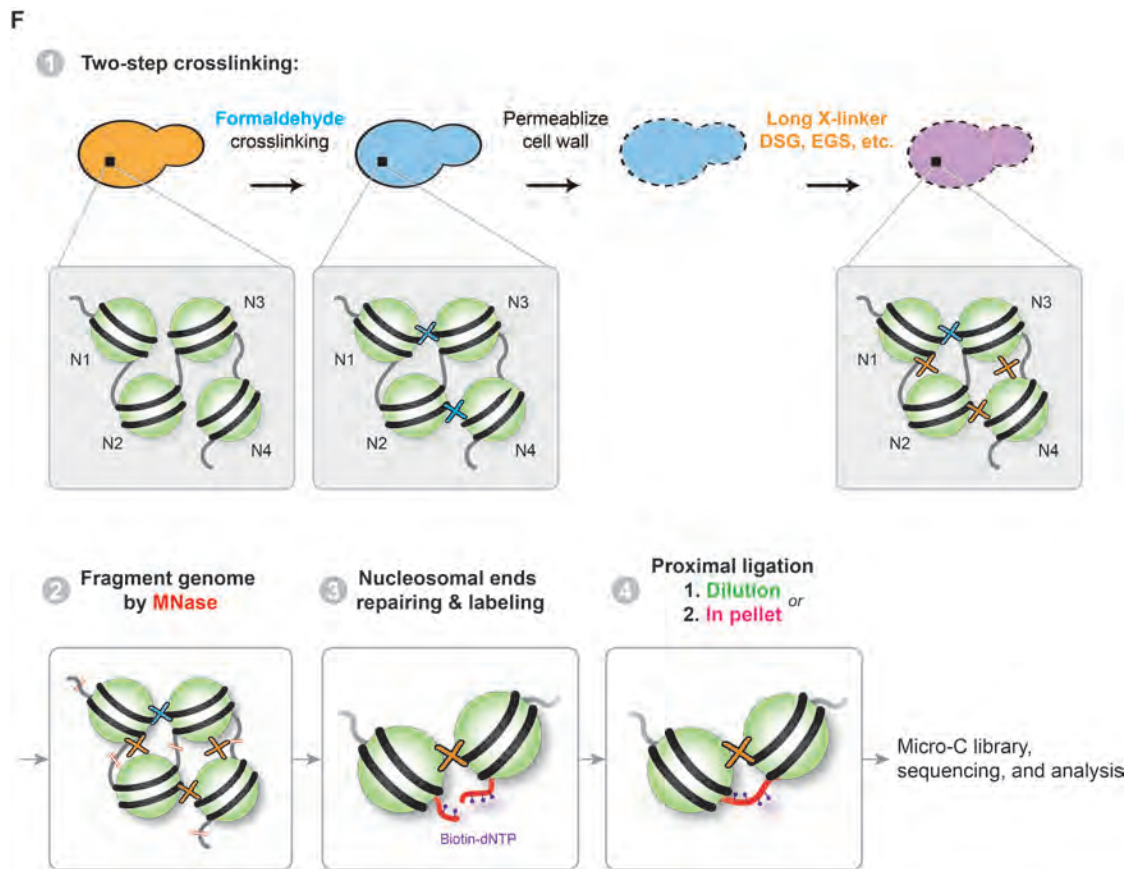 F
1 Two-step crosslinking:
Formaldehyde
crosslinking
Permeablize
cell wall
Long X-linker
DSG, EGS, etc.
N3
N1
N2
N4
N3
N1
N2
N4
N3
N1
N2
N4
2 Fragment genome
by MNase
3 Nucleosomal ends
repairing & labeling
4 Proximal ligation
1. Dilution or
2. In pellet
Biotin-dNTP
Micro-C library,
sequencing, and analysis